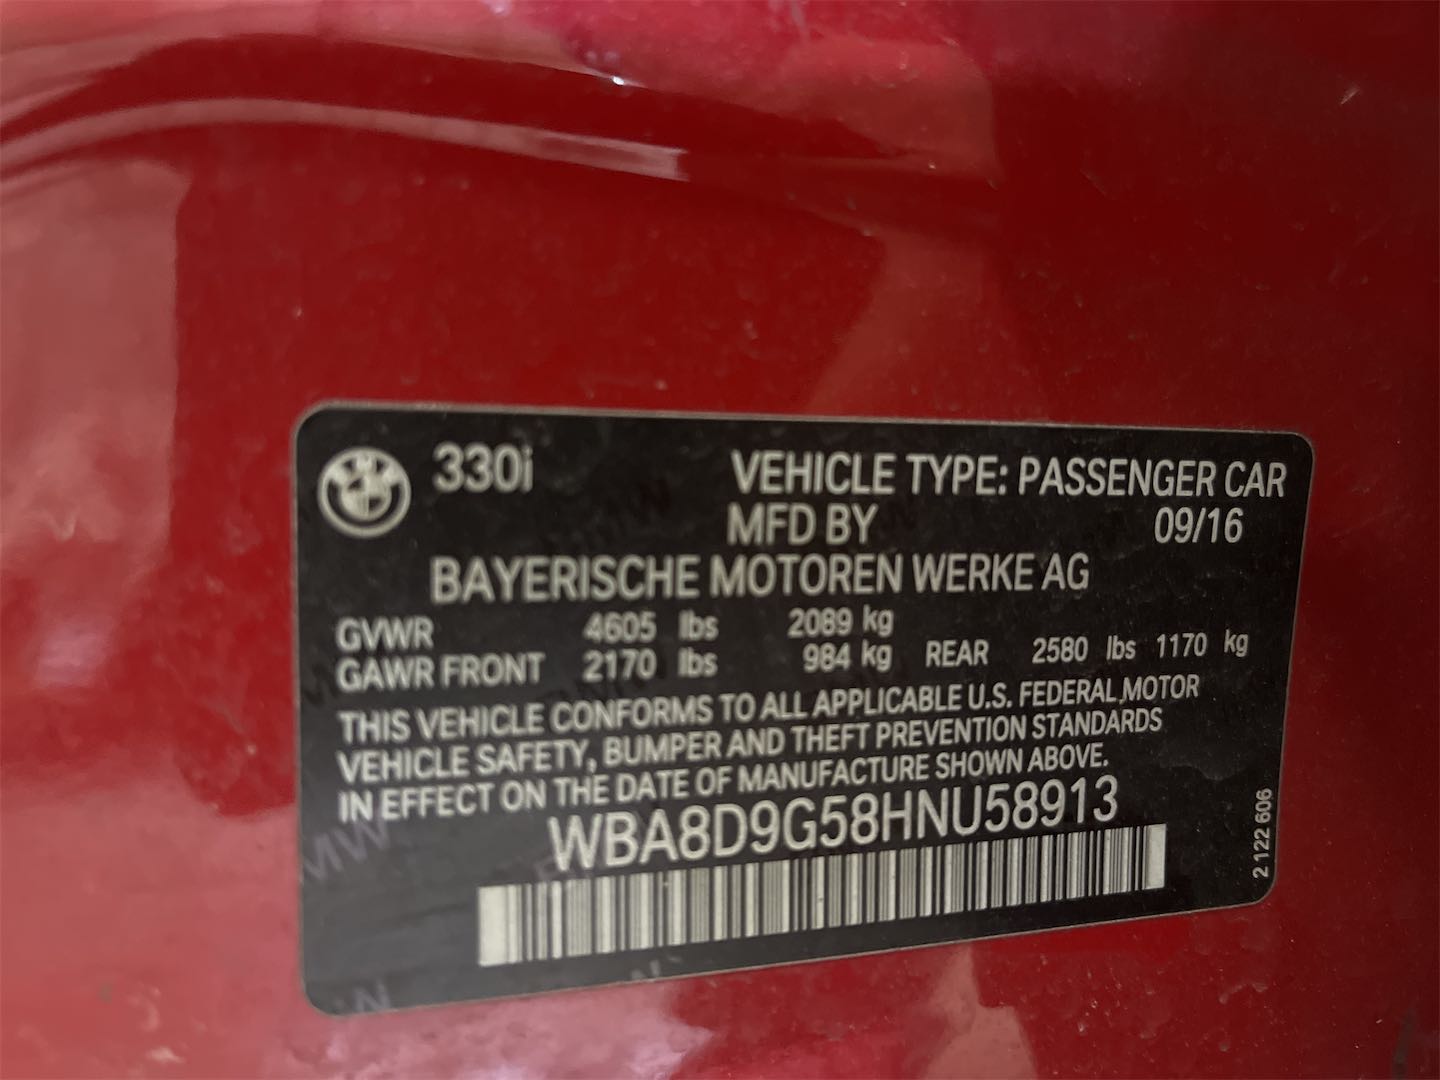 330i VEHICLE TYPE: PASSENGER CAR
MFD BY 09/16
BAYERISCHE MOTOREN WERKE AG
GVWR 4605 lbs 2089 kg
GAWR FRONT 2170 lbs 984 kg REAR 2580 lbs 1170 kg
THIS VEHICLE CONFORMS TO ALL APPLICABLE U.S. FEDERAL,MOTOR
VEHICLE SAFETY, BUMPER AND THEFT PREVENTION STANDARDS
IN EFFECT ON THE DATE OF MANUFACTURE SHOWN ABOVE.
WBA8D9G58HNU58913
2 122 606